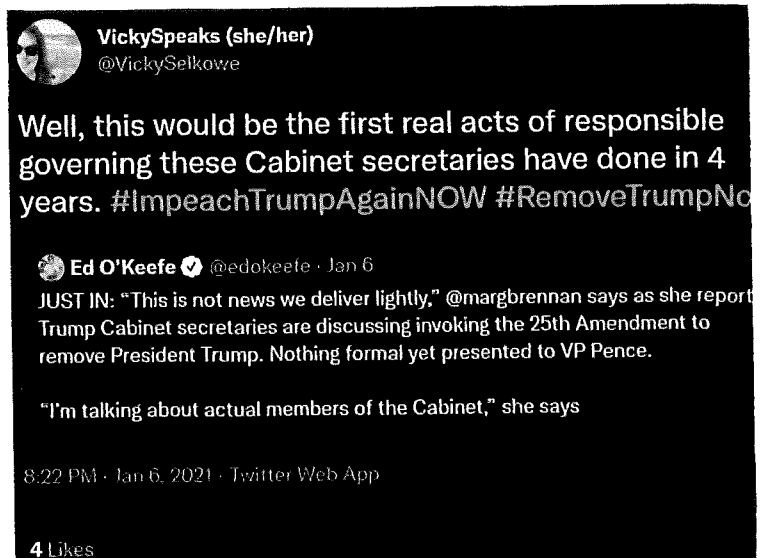 VickySpeaks (she/her)
@VickySelkowe
Well, this would be the first real acts of responsible
governing these Cabinet secretaries have done in 4
years. #ImpeachTrumpAgainNOW #RemoveTrumpNo
Ed O'Keefe @edokeefe · Jan 6
JUST IN: “This is not news we deliver lightly,” @margbrennan says as she report
Trump Cabinet secretaries are discussing invoking the 25th Amendment to
remove President Trump. Nothing formal yet presented to VP Pence.
“I'm talking about actual members of the Cabinet,” she says
8:22 PM · Jan 6, 2021 · Twitter Web App
4 Likes